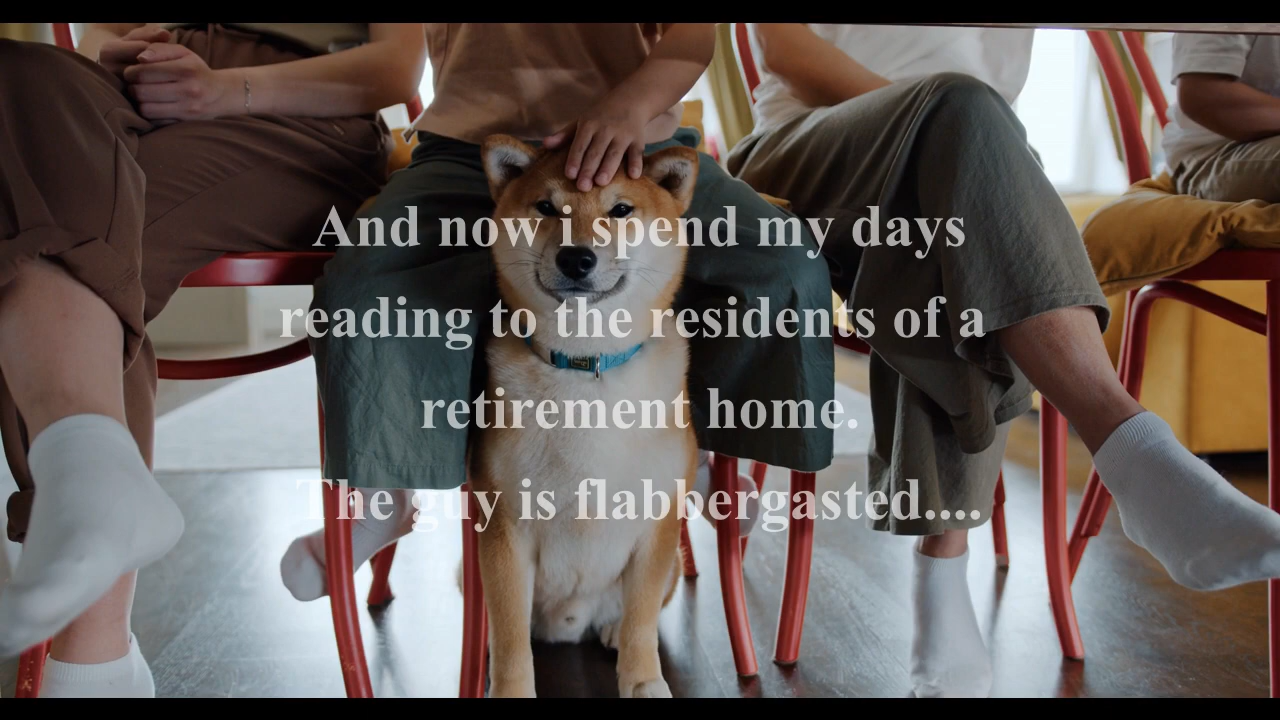 And now i spend my days
reading to the residents of a
retirement home.
The guy is flabbergasted....